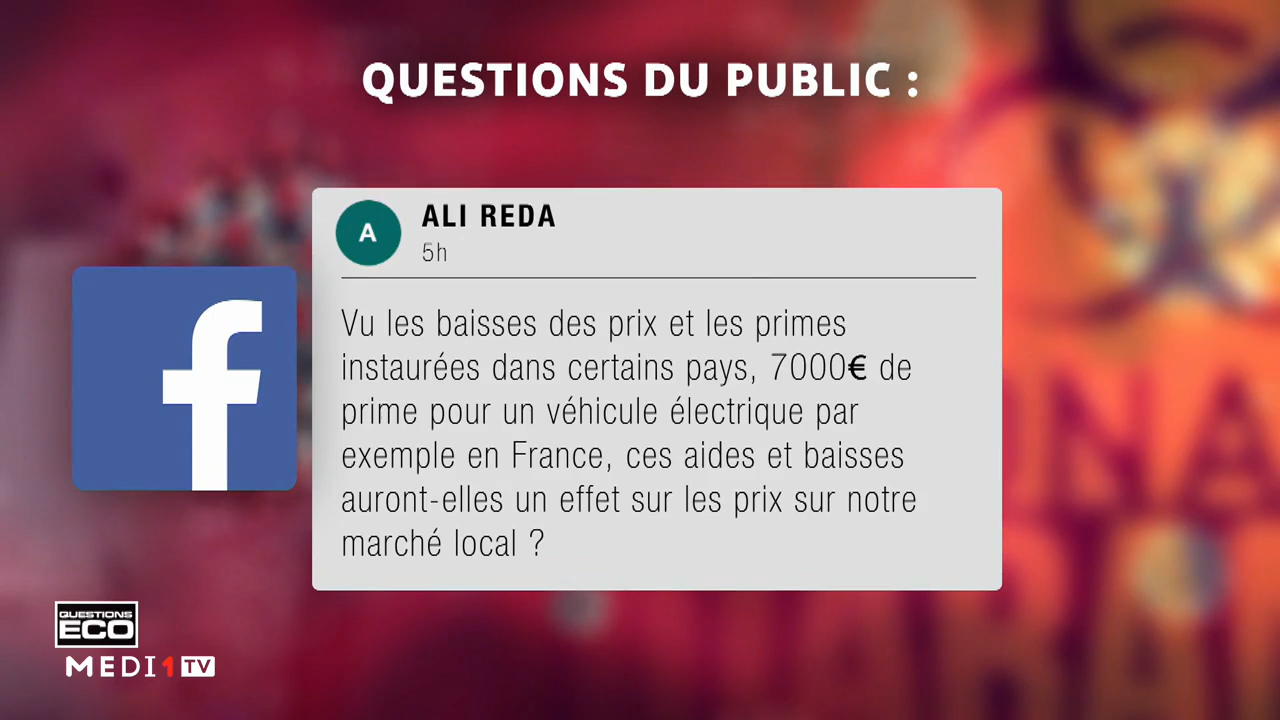 QUESTIONS DU PUBLIC :
A
ALI REDA
5h
Vu les baisses des prix et les primes
instaurées dans certains pays, 7000€ de
prime pour un véhicule électrique par
exemple en France, ces aides et baisses
auront-elles un effet sur les prix sur notre
marché local ?
f
QUESTIONS
ECO
MEDI1 TV